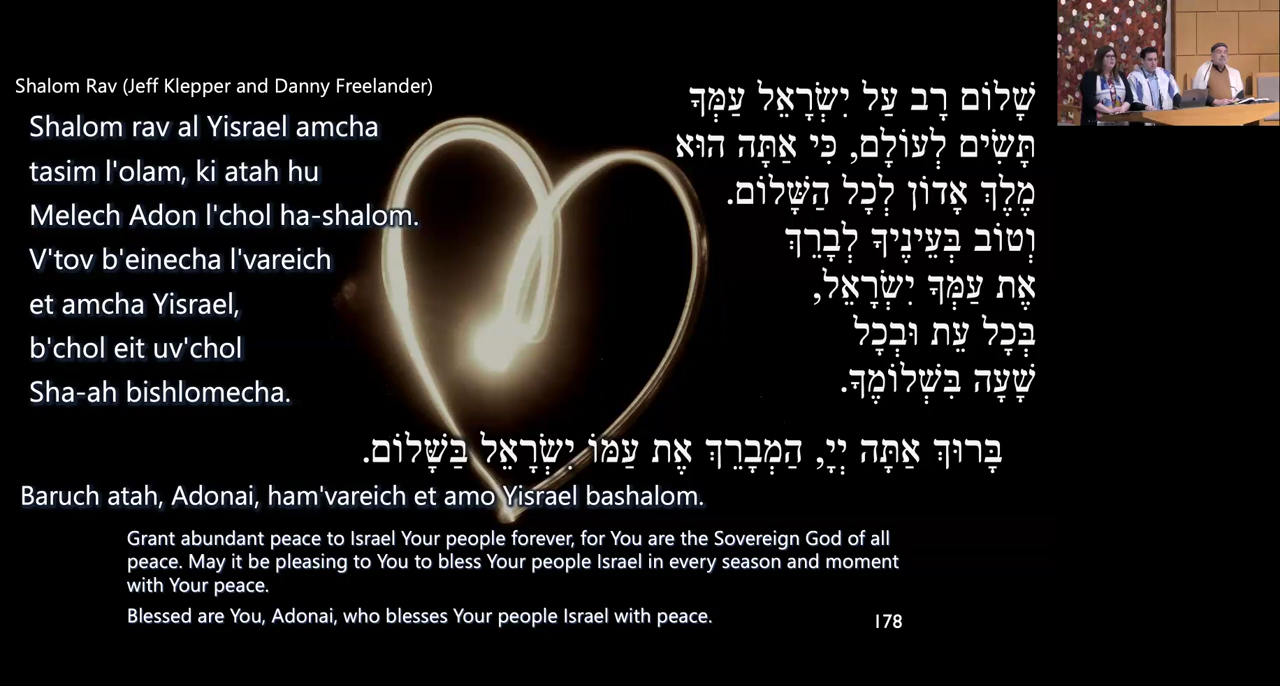 Shalom Rav (Jeff Klepper and Danny Freelander)
Shalom rav al Yisrael amcha
tasim l'olam, ki atah hu
Melech Adon l'chol ha-shalom.
V'tov b'einecha l'vareich
et amcha Yisrael,
b'chol eit uv'chol
Sha-ah bishlomecha.
שָׁלוֹם רָב עַל יִשְׂרָאֵל עַמְּךָ
תָּשִׂים לְעוֹלָם, כִּי אַתָּה הוּא
מֶלֶךְ אָדוֹן לְכָל הַשָּׁלוֹם.
וְטוֹב בְּעֵינֶיךָ לְבָרֵךְ
אֶת עַמְּךָ יִשְׂרָאֵל,
בְּכָל עֵת וּבְכָל
שָׁעָה בִּשְׁלוֹמֶךָ.
בָּרוּךְ אַתָּה יְיָ, הַמְבָרֵךְ אֶת עַמּוֹ יִשְׂרָאֵל בַּשָּׁלוֹם.
Baruch atah, Adonai, ham'vareich et amo Yisrael bashalom.
Grant abundant peace to Israel Your people forever, for You are the Sovereign God of all
peace. May it be pleasing to You to bless Your people Israel in every season and moment
with Your peace.
Blessed are You, Adonai, who blesses Your people Israel with peace.
178